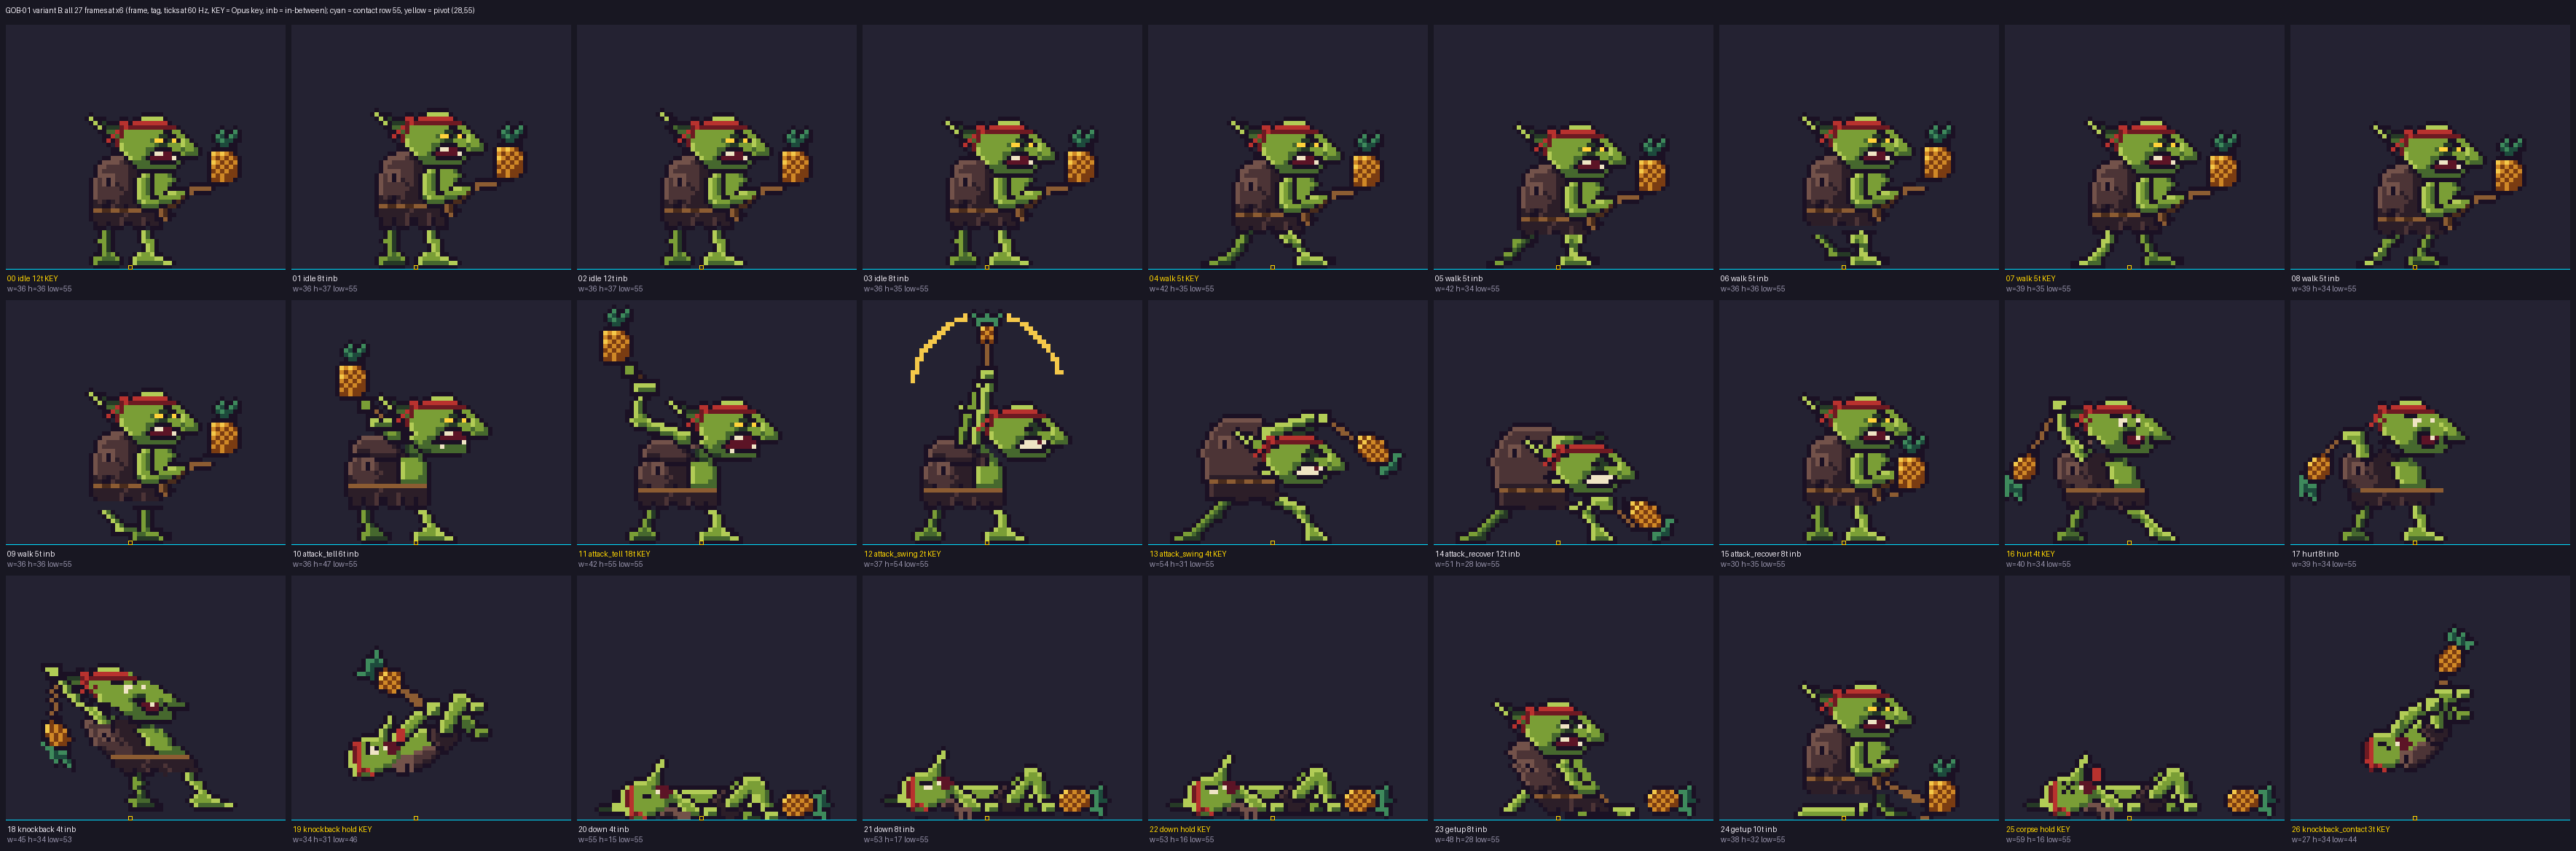 GOB-01 variant B: all 27 frames at x6 (frame, tag, ticks at 60 Hz, KEY = Opus key, inb = in-between); cyan = contact row 55, yellow = pivot (28,55)
00 idle 12t KEY
w=36 h=36 low=55
01 idle 8t inb
w=36 h=37 low=55
02 idle 12t inb
w=36 h=37 low=55
03 idle 8t inb
w=36 h=35 low=55
04 walk 5t KEY
w=42 h=35 low=55
05 walk 5t inb
w=42 h=34 low=55
06 walk 5t inb
w=36 h=36 low=55
07 walk 5t KEY
w=39 h=35 low=55
08 walk 5t inb
w=39 h=34 low=55
09 walk 5t inb
w=36 h=36 low=55
10 attack_tell 6t inb
w=36 h=47 low=55
11 attack_tell 18t KEY
w=42 h=55 low=55
12 attack_swing 2t KEY
w=37 h=54 low=55
13 attack_swing 4t KEY
w=54 h=31 low=55
14 attack_recover 12t inb
w=51 h=28 low=55
15 attack_recover 8t inb
w=30 h=35 low=55
16 hurt 4t KEY
w=40 h=34 low=55
17 hurt 8t inb
w=39 h=34 low=55
18 knockback 4t inb
w=45 h=34 low=53
19 knockback hold KEY
w=34 h=31 low=46
20 down 4t inb
w=55 h=15 low=55
21 down 8t inb
w=53 h=17 low=55
22 down hold KEY
w=53 h=16 low=55
23 getup 8t inb
w=48 h=28 low=55
24 getup 10t inb
w=38 h=32 low=55
25 corpse hold KEY
w=59 h=16 low=55
26 knockback_contact 3t KEY
w=27 h=34 low=44